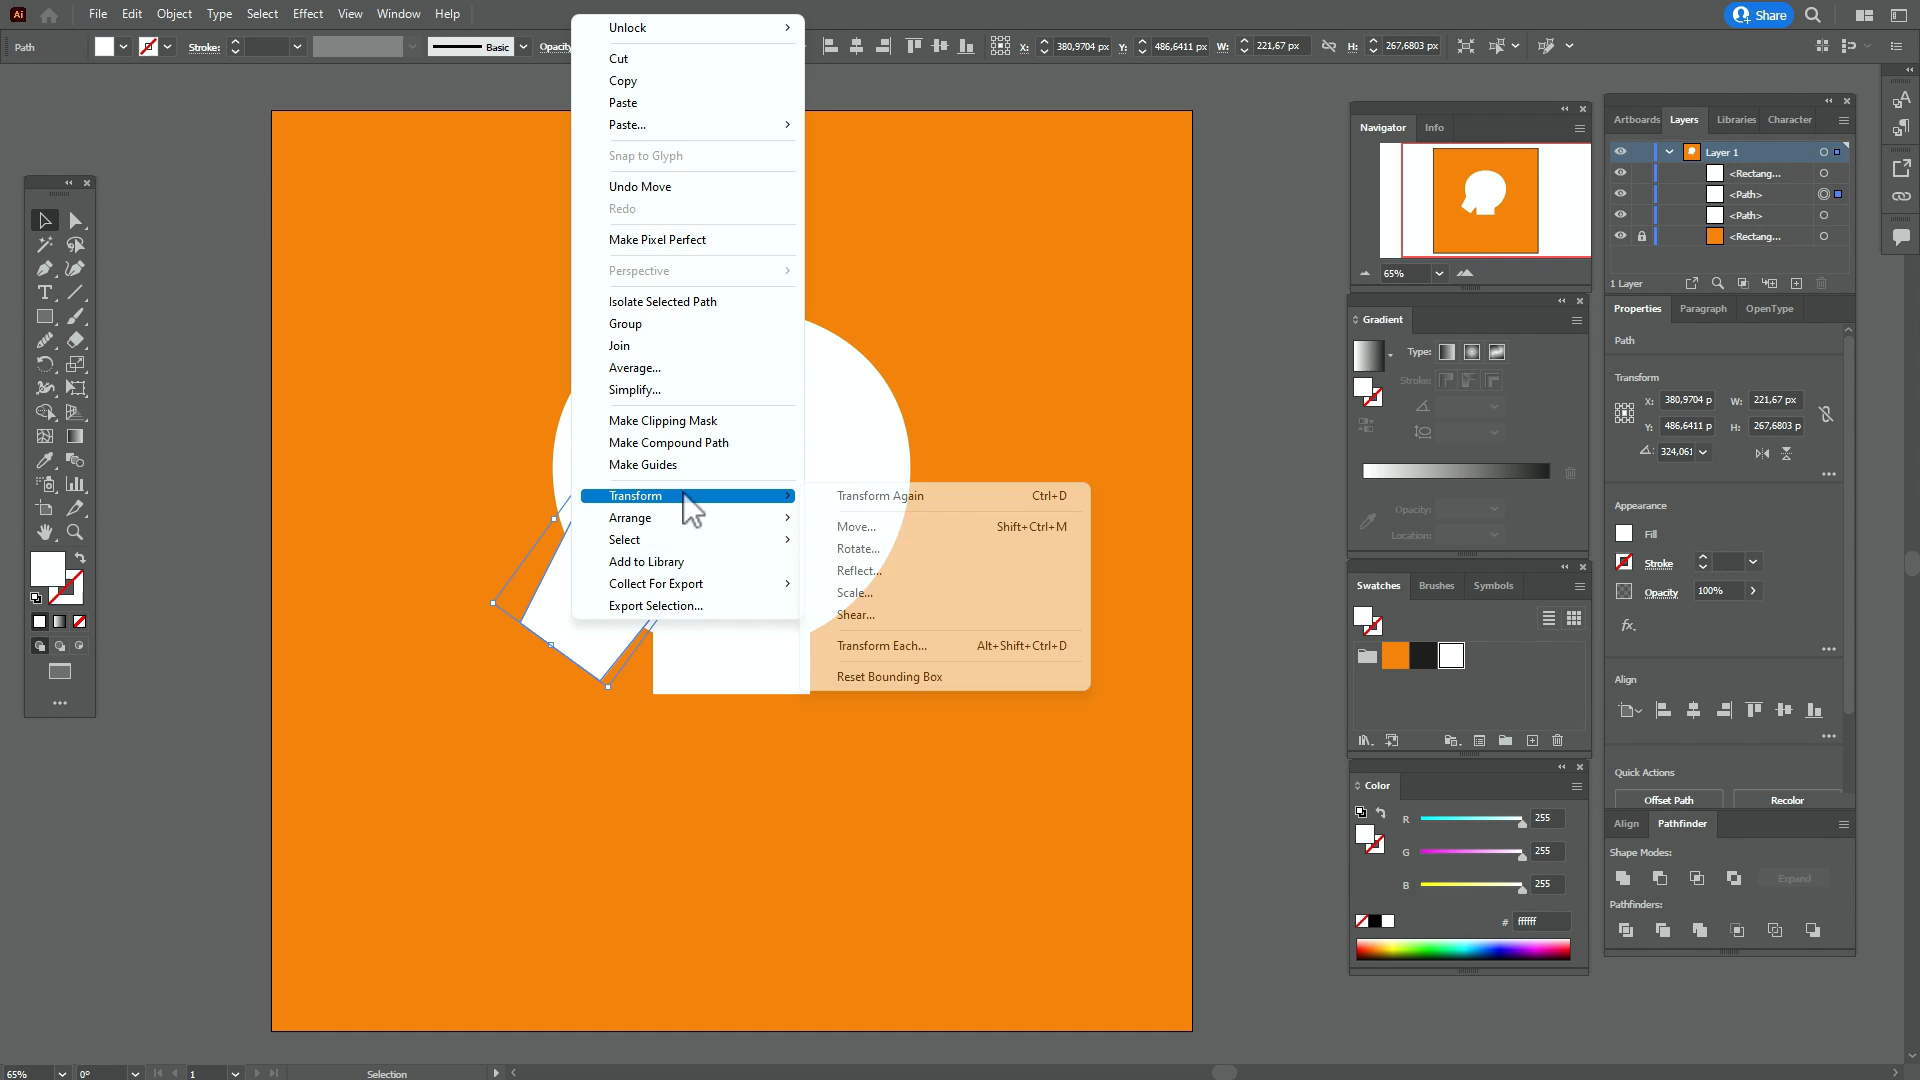 Ai File Edit Object Type Select Effect View Window Help Share
Path Stroke: Basic Opacity X: 380,9704 px Y: 486,6411 px W: 221,67 px H: 267,6803 px
Unlock
Cut
Copy
Paste
Paste...
Snap to Glyph
Undo Move
Redo
Make Pixel Perfect
Perspective
Isolate Selected Path
Group
Join
Average...
Simplify...
Make Clipping Mask
Make Compound Path
Make Guides
Transform
Arrange
Select
Add to Library
Collect For Export
Export Selection...
Transform Again Ctrl+D
Move... Shift+Ctrl+M
Rotate...
Reflect...
Scale...
Shear...
Transform Each... Alt+Shift+Ctrl+D
Reset Bounding Box
Navigator Info
65%
Gradient
Type:
Stroke:
Opacity:
Location:
Swatches Brushes Symbols
Color
R 255
G 255
B 255
# ffffff
Artboards Layers Libraries Character
Layer 1
<Rectang...
<Path>
<Path>
<Rectang...
1 Layer
Properties Paragraph OpenType
Path
Transform
X: 380,9704 p W: 221,67 px
Y: 486,6411 p H: 267,6803 p
324,061
Appearance
Fill
Stroke
Opacity 100%
fx.
Align
Quick Actions
Offset Path Recolor
Align Pathfinder
Shape Modes:
Expand
Pathfinders:
65% 0° 1 Selection